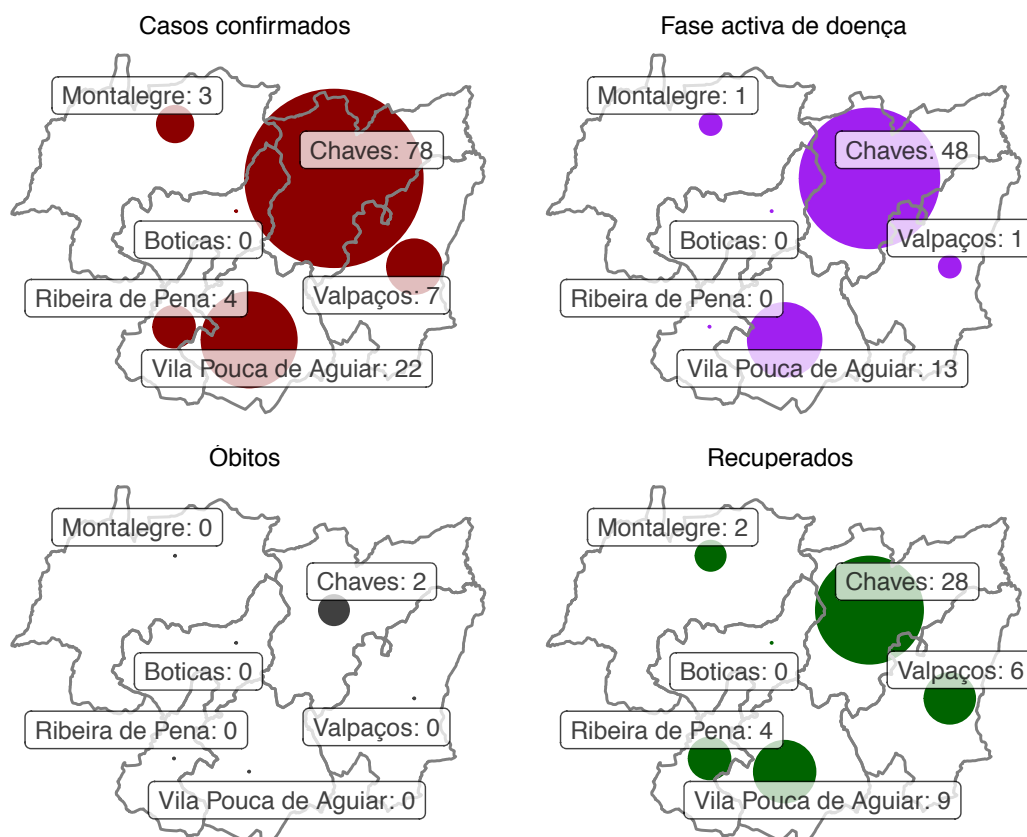 Casos confirmados
Montalegre: 3
Chaves: 78
Boticas: 0
Ribeira de Pena: 4
Valpaços: 7
Vila Pouca de Aguiar: 22
Fase activa de doença
Montalegre: 1
Chaves: 48
Valpaços: 1
Boticas: 0
Ribeira de Pena: 0
Vila Pouca de Aguiar: 13
Óbitos
Montalegre: 0
Chaves: 2
Boticas: 0
Ribeira de Pena: 0
Valpaços: 0
Vila Pouca de Aguiar: 0
Recuperados
Montalegre: 2
Chaves: 28
Valpaços: 6
Boticas: 0
Ribeira de Pena: 4
Vila Pouca de Aguiar: 9